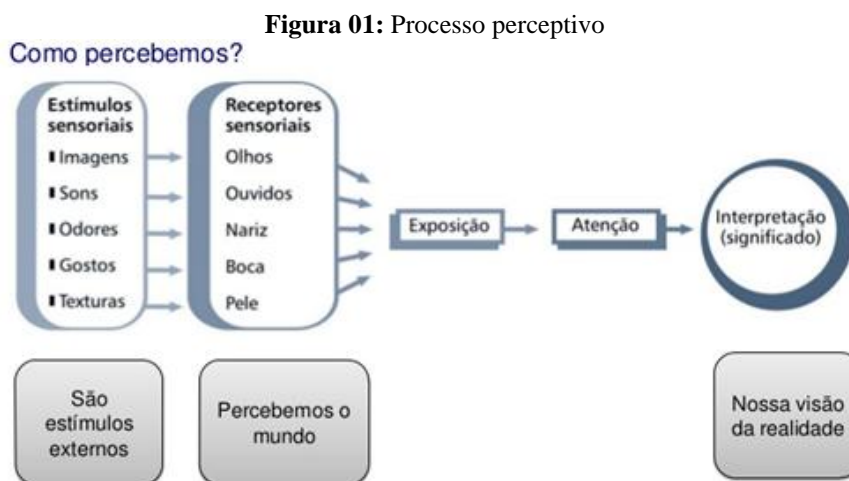 Figura 01: Processo perceptivo
Como percebemos?
Estímulos
sensoriais
Imagens
Sons
Odores
Gostos
Texturas
Receptores
sensoriais
Olhos
Ouvidos
Nariz
Boca
Pele
Exposição
Atenção
Interpretação
(significado)
São
estímulos
externos
Percebemos o
mundo
Nossa visão
da realidade